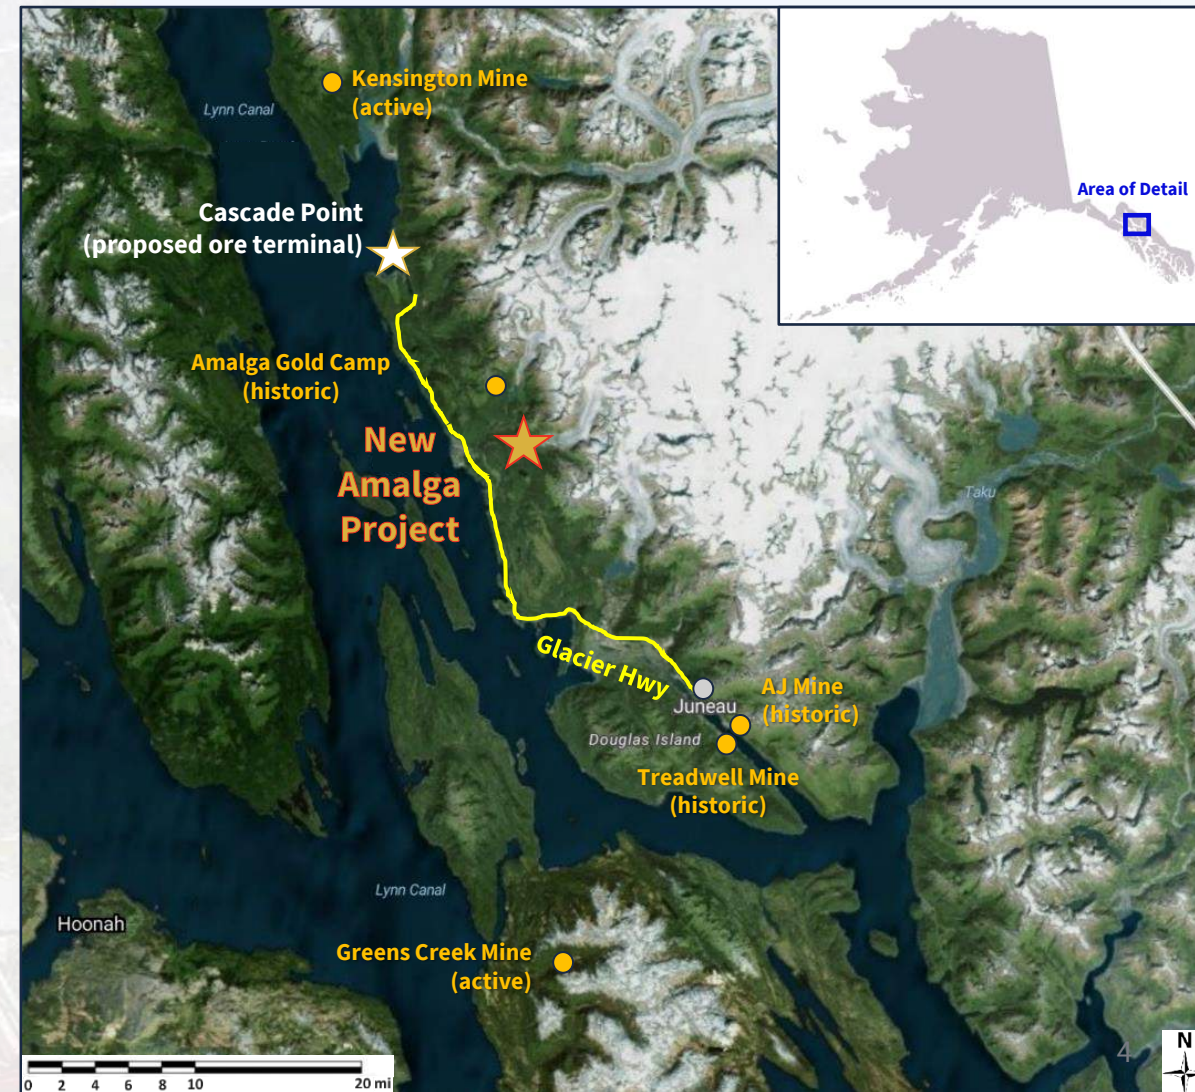 Kensington Mine
(active)
Lynn Canal
Area of Detail
Cascade Point
(proposed ore terminal)
Amalga Gold Camp
(historic)
New
Amalga
Project
Taku
Glacier Hwy
AJ Mine
(historic)
Juneau
Douglas Island
Treadwell Mine
(historic)
Lynn Canal
Hoonah
Greens Creek Mine
(active)
4
N
0 2 4 6 8 10 20 mi